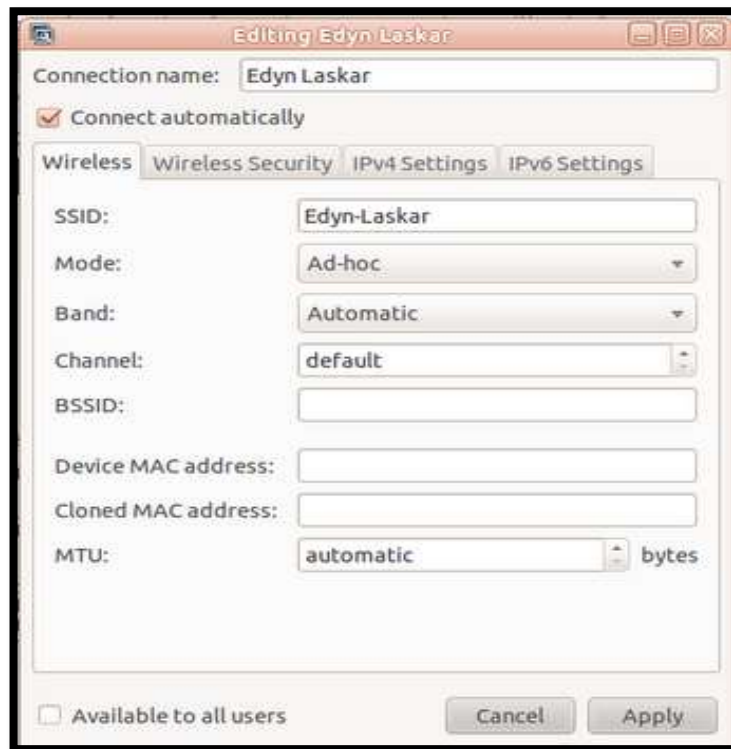 Editing Edyn Laskar
Connection name: Edyn Laskar
Connect automatically
Wireless Wireless Security IPv4 Settings IPv6 Settings
SSID: Edyn-Laskar
Mode: Ad-hoc
Band: Automatic
Channel: default
BSSID:
Device MAC address:
Cloned MAC address:
MTU: automatic bytes
Available to all users Cancel Apply